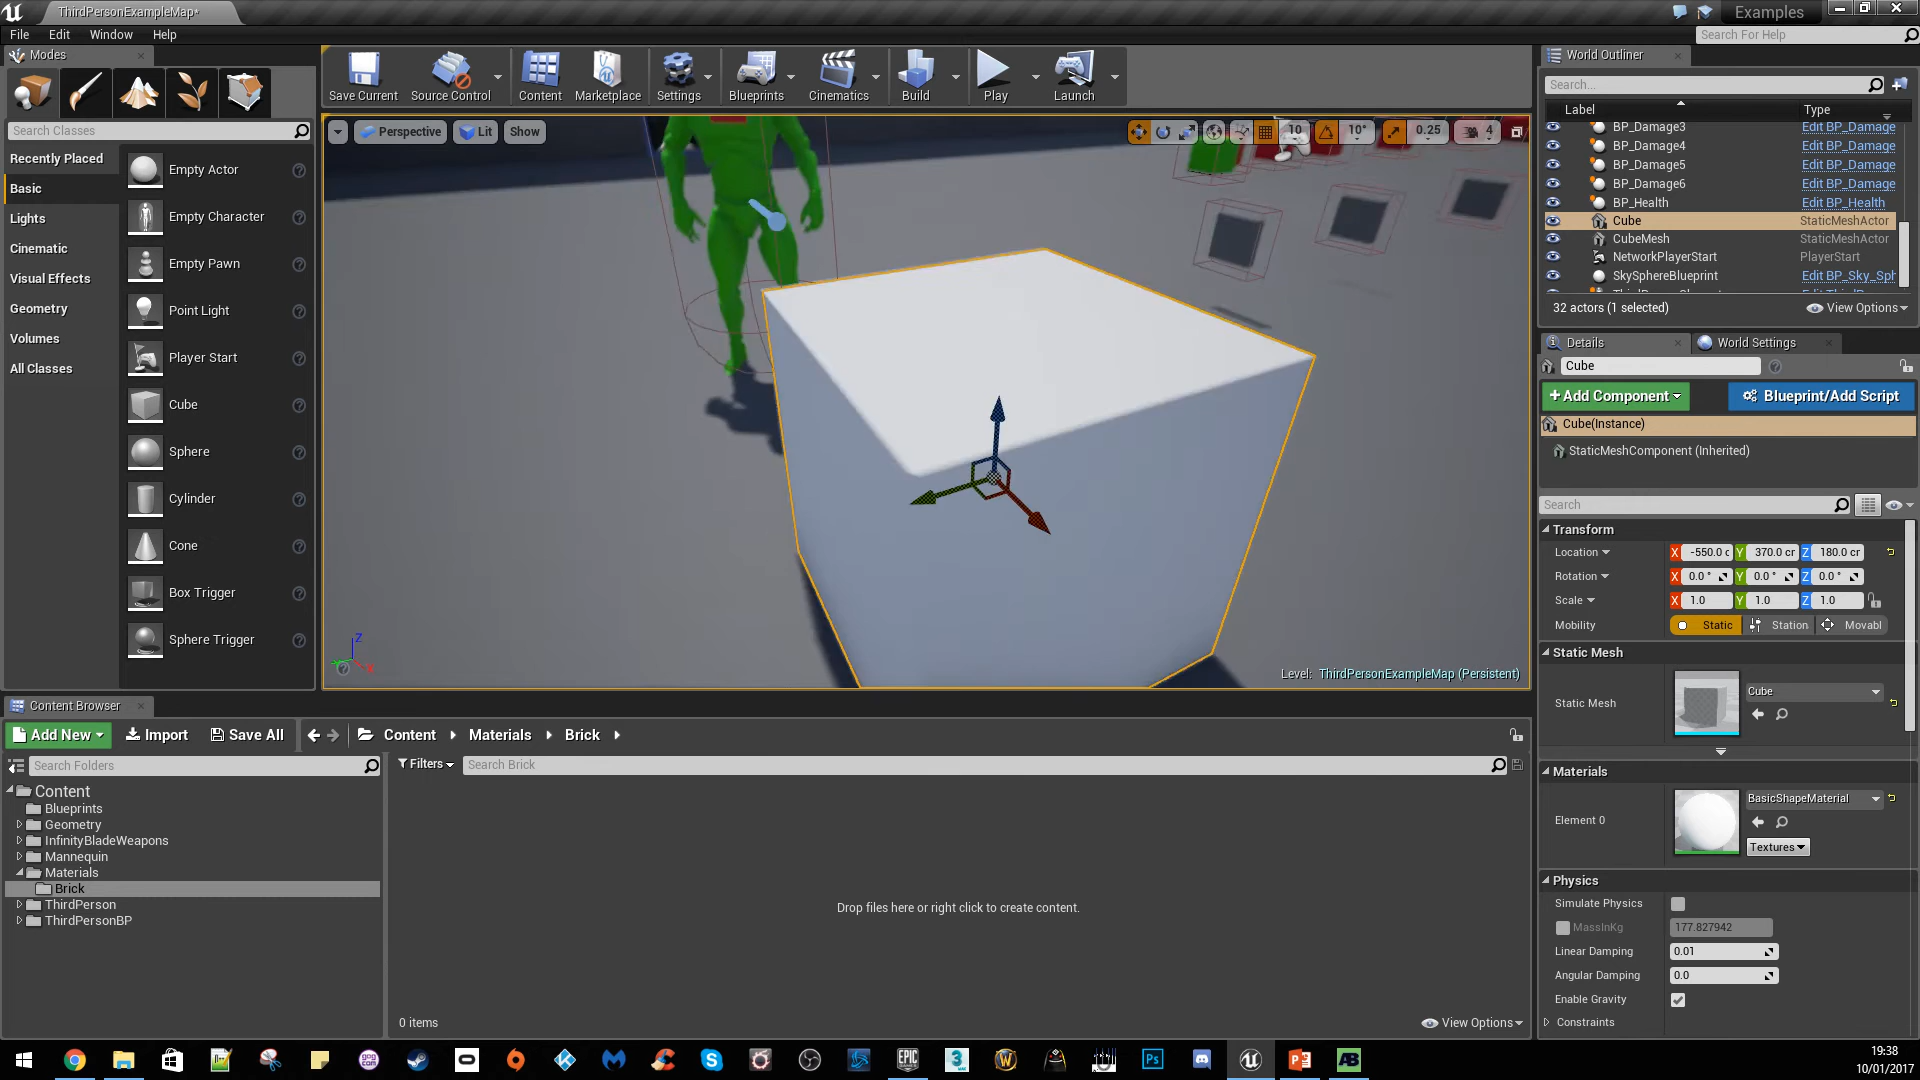 ThirdPersonExampleMap*
Examples
File Edit Window Help
Search For Help
Modes
Search Classes
Recently Placed
Basic
Lights
Cinematic
Visual Effects
Geometry
Volumes
All Classes
Empty Actor
Empty Character
Empty Pawn
Point Light
Player Start
Cube
Sphere
Cylinder
Cone
Box Trigger
Sphere Trigger
Save Current
Source Control
Content
Marketplace
Settings
Blueprints
Cinematics
Build
Play
Launch
Perspective
Lit
Show
10
10°
0.25
4
Z
Level: ThirdPersonExampleMap (Persistent)
World Outliner
Search...
Label Type
BP_Damage3 Edit BP_Damage
BP_Damage4 Edit BP_Damage
BP_Damage5 Edit BP_Damage
BP_Damage6 Edit BP_Damage
BP_Health Edit BP_Health
Cube StaticMeshActor
CubeMesh StaticMeshActor
NetworkPlayerStart PlayerStart
SkySphereBlueprint Edit BP_Sky_Sph
32 actors (1 selected)
View Options
Details
World Settings
Cube
+Add Component
Blueprint/Add Script
Cube(Instance)
StaticMeshComponent (Inherited)
Search
Transform
Location X -550.0 c Y 370.0 cr Z 180.0 cr
Rotation X 0.0 ° Y 0.0 ° Z 0.0 °
Scale X 1.0 Y 1.0 Z 1.0
Mobility Static Station Movabl
Static Mesh
Static Mesh
Cube
Materials
Element 0
BasicShapeMaterial
Textures
Physics
Simulate Physics
MassInKg 177.827942
Linear Damping 0.01
Angular Damping 0.0
Enable Gravity
Constraints
Content Browser
Add New
Import
Save All
Content Materials Brick
Search Folders
Filters
Search Brick
Content
Blueprints
Geometry
InfinityBladeWeapons
Mannequin
Materials
Brick
ThirdPerson
ThirdPersonBP
Drop files here or right click to create content.
0 items
View Options
gog
com
EPIC
GAMES
3
W
Ps
AB
19:38
10/01/2017